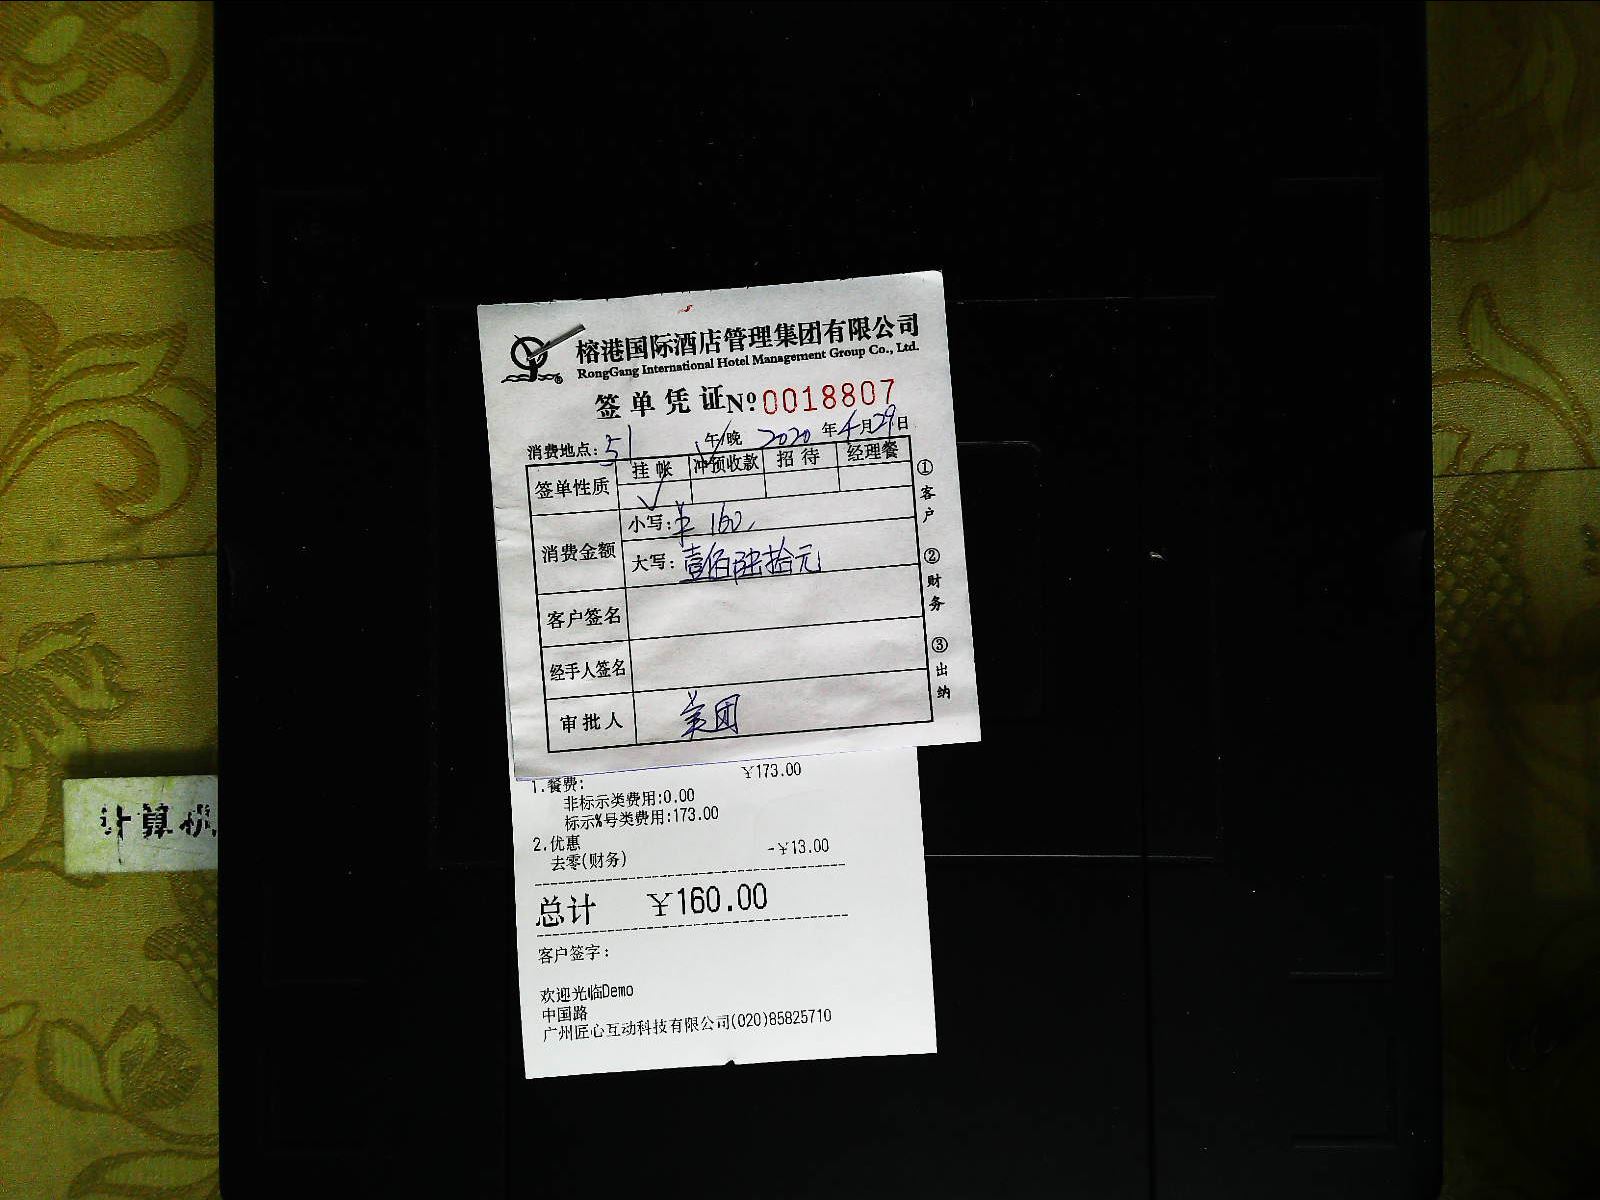 榕港国际酒店管理集团有限公司
RongGang International Hotel Management Group Co., Ltd.
签单凭证 Nº 0018807
消费地点: 51 午/晚 2020 年 4 月 29 日
签单性质 挂帐 冲预收款 招待 经理餐
消费金额 小写: ¥ 160.
大写: 壹佰陆拾元
客户签名
经手人签名
审批人 美团
①客户
②财务
③出纳
1.餐费: ¥173.00
非标示类费用:0.00
标示%号类费用:173.00
2.优惠
去零(财务) -¥13.00
总计 ¥160.00
客户签字:
欢迎光临Demo
中国路
广州匠心互动科技有限公司(020)85825710
计算机